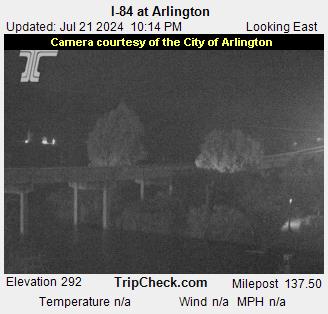 I-84 at Arlington
Updated: Jul 21 2024 10:14 PM Looking East
Camera courtesy of the City of Arlington
Elevation 292 TripCheck.com Milepost 137.50
Temperature n/a Wind n/a MPH n/a